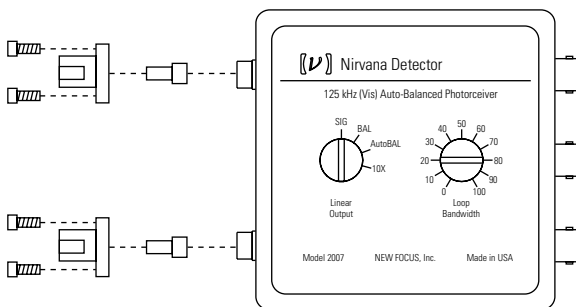 [ν] Nirvana Detector
125 kHz (Vis) Auto-Balanced Photorceiver
SIG
BAL
AutoBAL
10X
Linear
Output
0
10
20
30
40
50
60
70
80
90
100
Loop
Bandwidth
Model 2007 NEW FOCUS, Inc. Made in USA